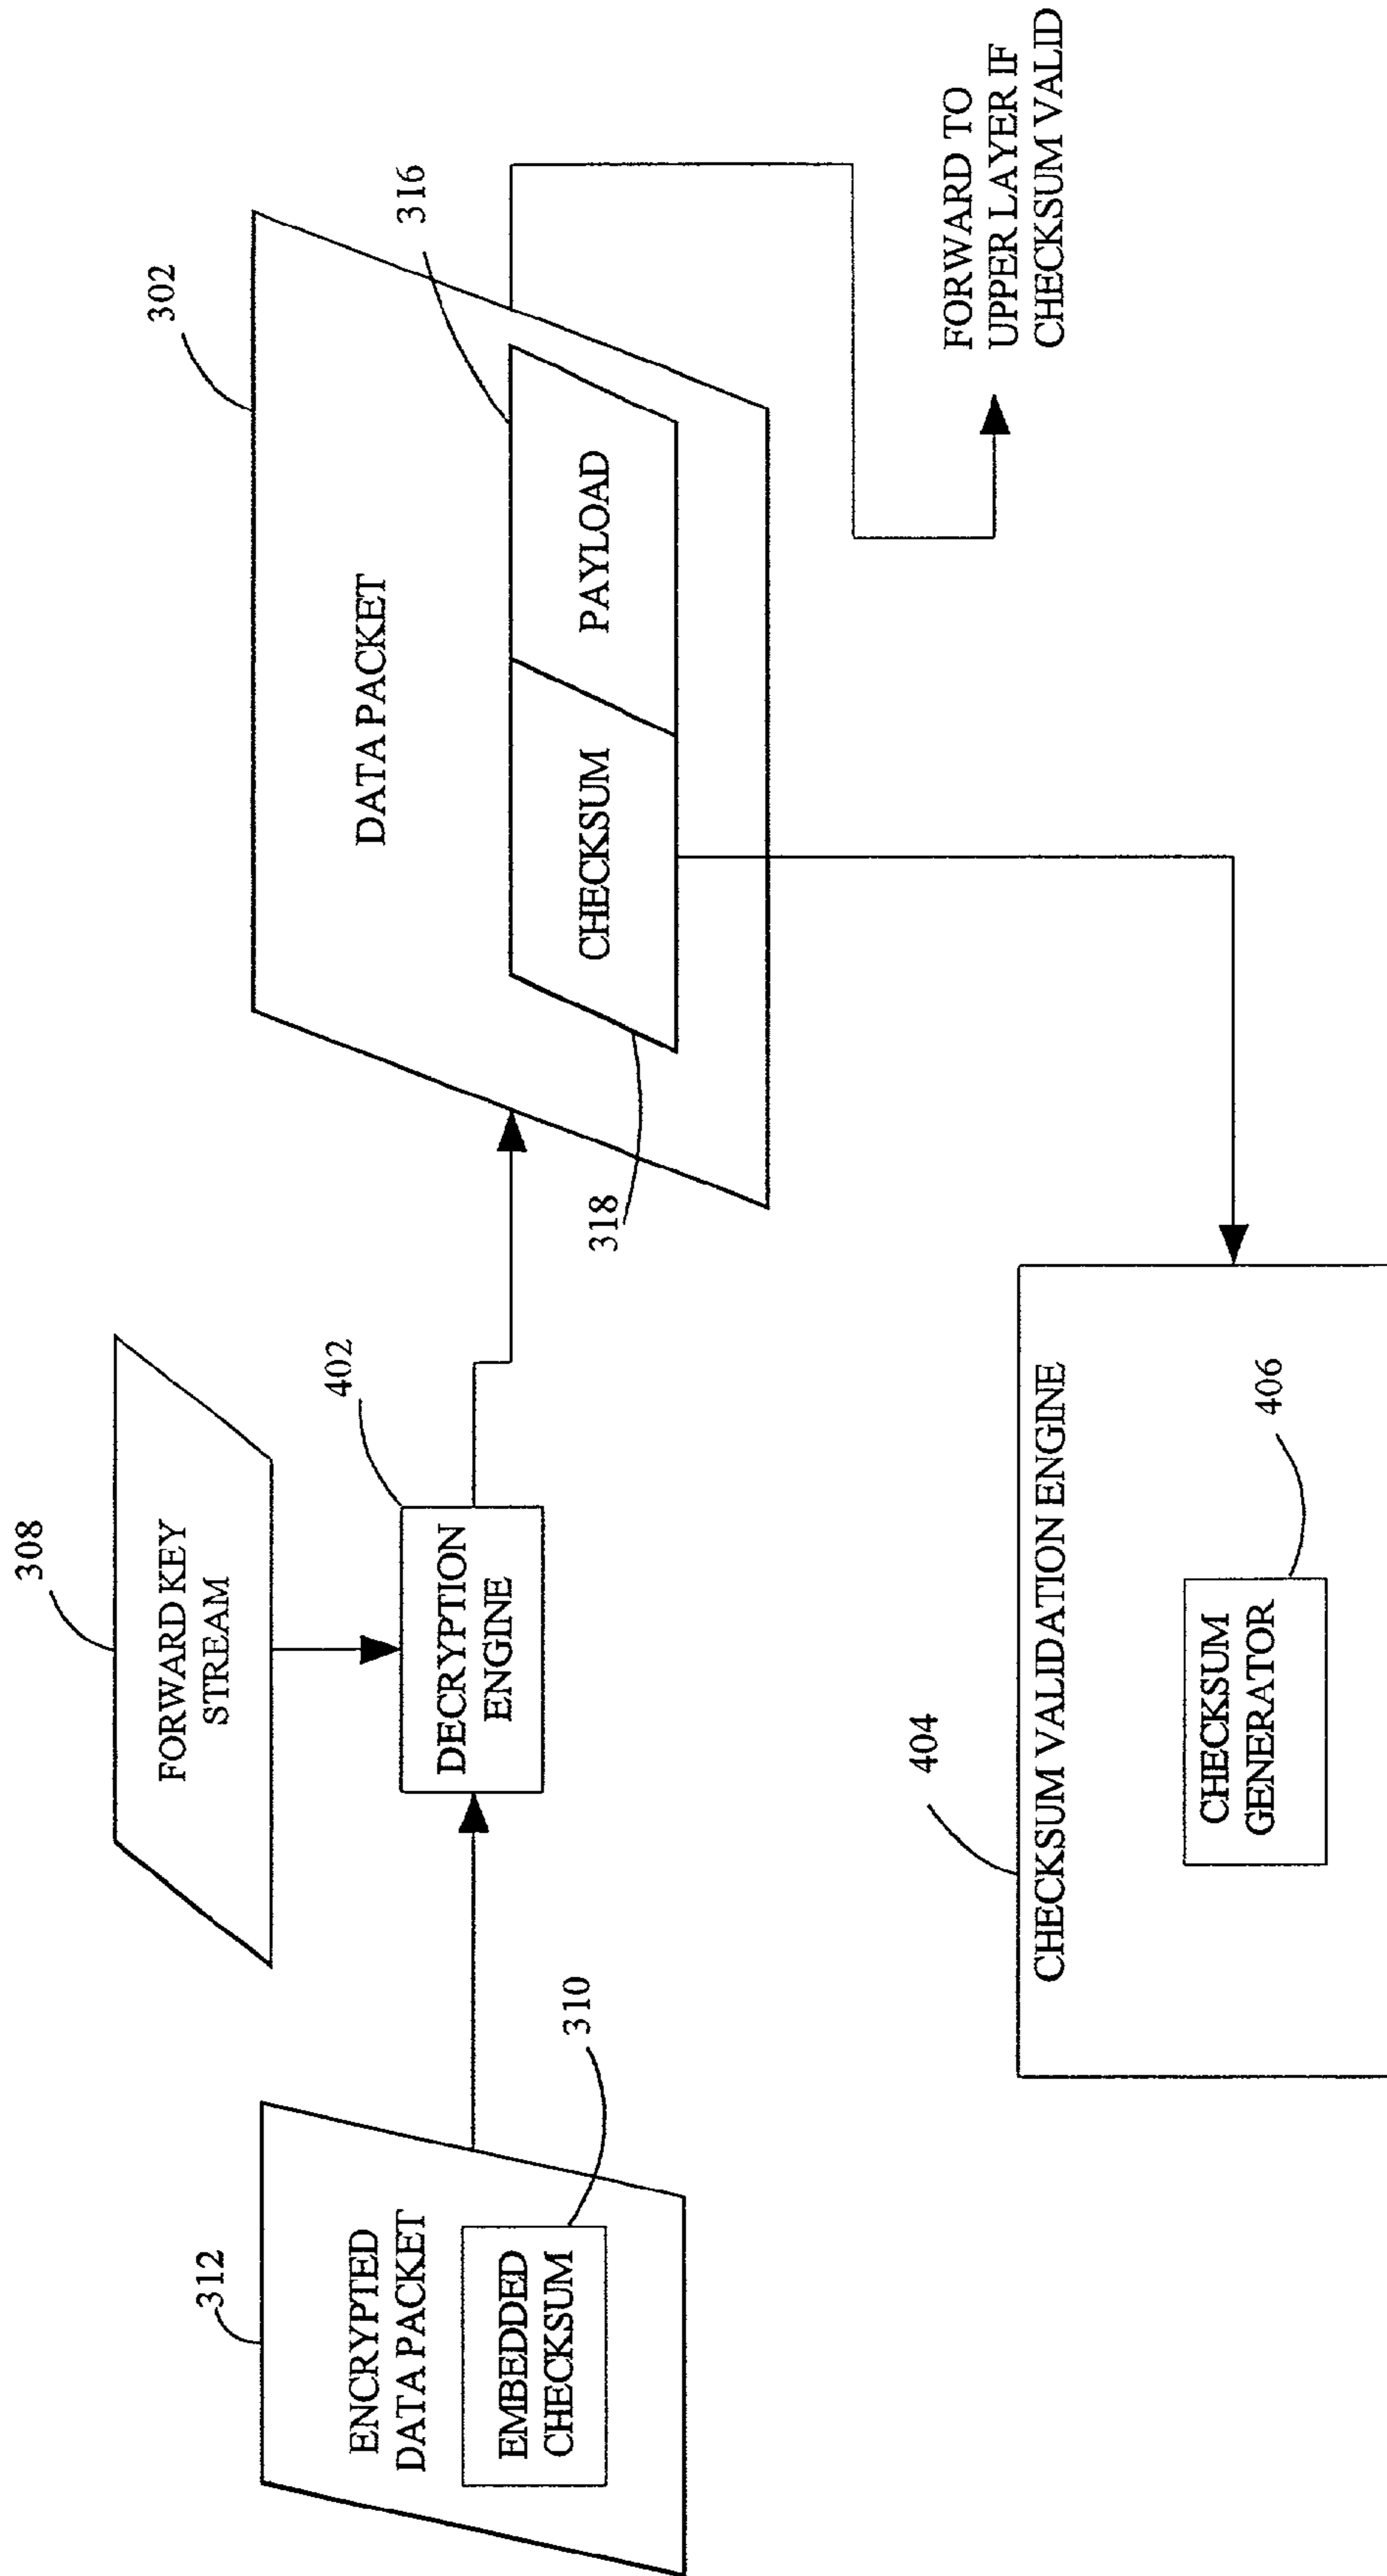 312
ENCRYPTED
DATA PACKET
EMBEDDED
CHECKSUM
310
308
FORWARD KEY
STREAM
402
DECRYPTION
ENGINE
302
DATA PACKET
316
CHECKSUM
PAYLOAD
318
404
CHECKSUM VALIDATION ENGINE
CHECKSUM
GENERATOR
406
FORWARD TO
UPPER LAYER IF
CHECKSUM VALID